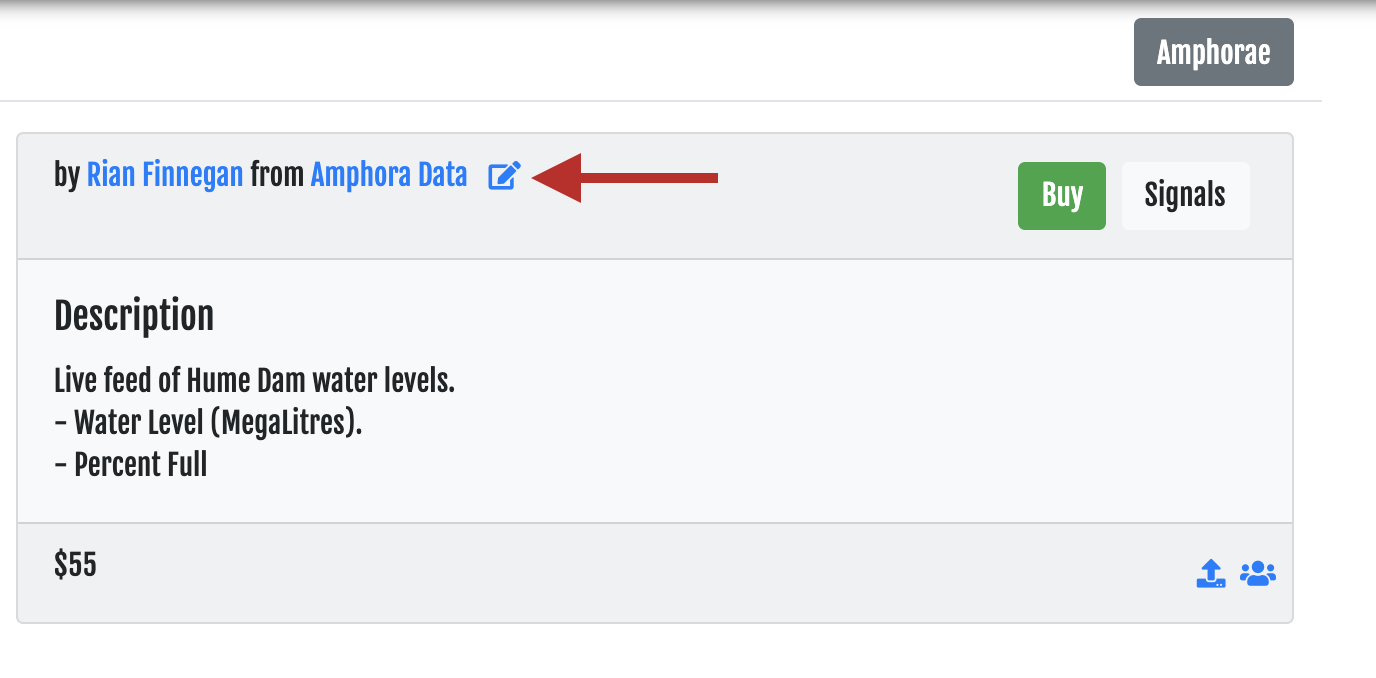 Amphorae
by Rian Finnegan from Amphora Data
Buy
Signals
Description
Live feed of Hume Dam water levels.
- Water Level (MegaLitres).
- Percent Full
$55